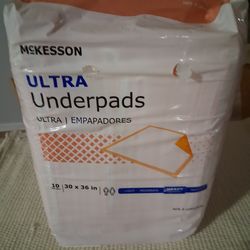 McKESSON
ULTRA
Underpads
ULTRA | EMPAPADORES
10 30 x 36 in